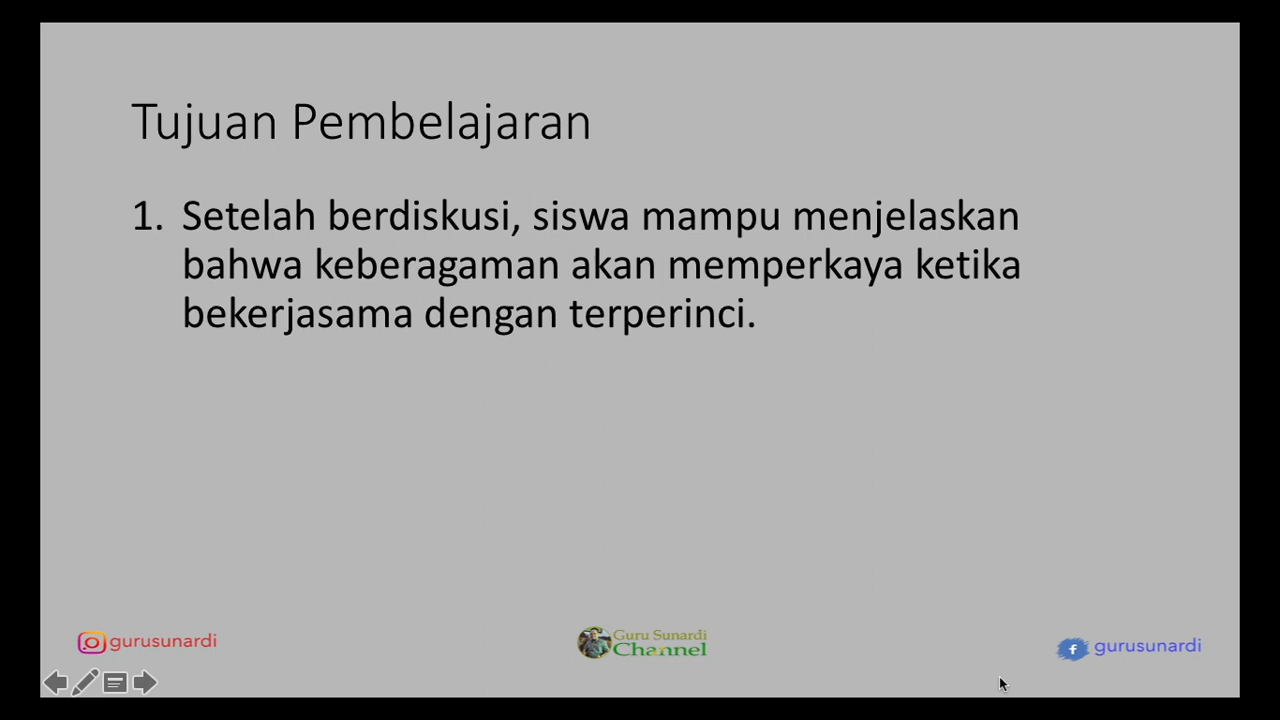 Tujuan Pembelajaran
1. Setelah berdiskusi, siswa mampu menjelaskan
bahwa keberagaman akan memperkaya ketika
bekerjasama dengan terperinci.
gurusunardi
Guru Sunardi
Channel
gurusunardi